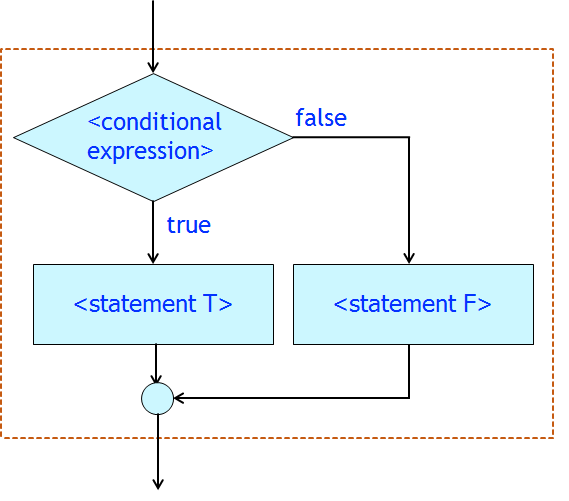 <conditional
expression>
false
true
<statement T>
<statement F>